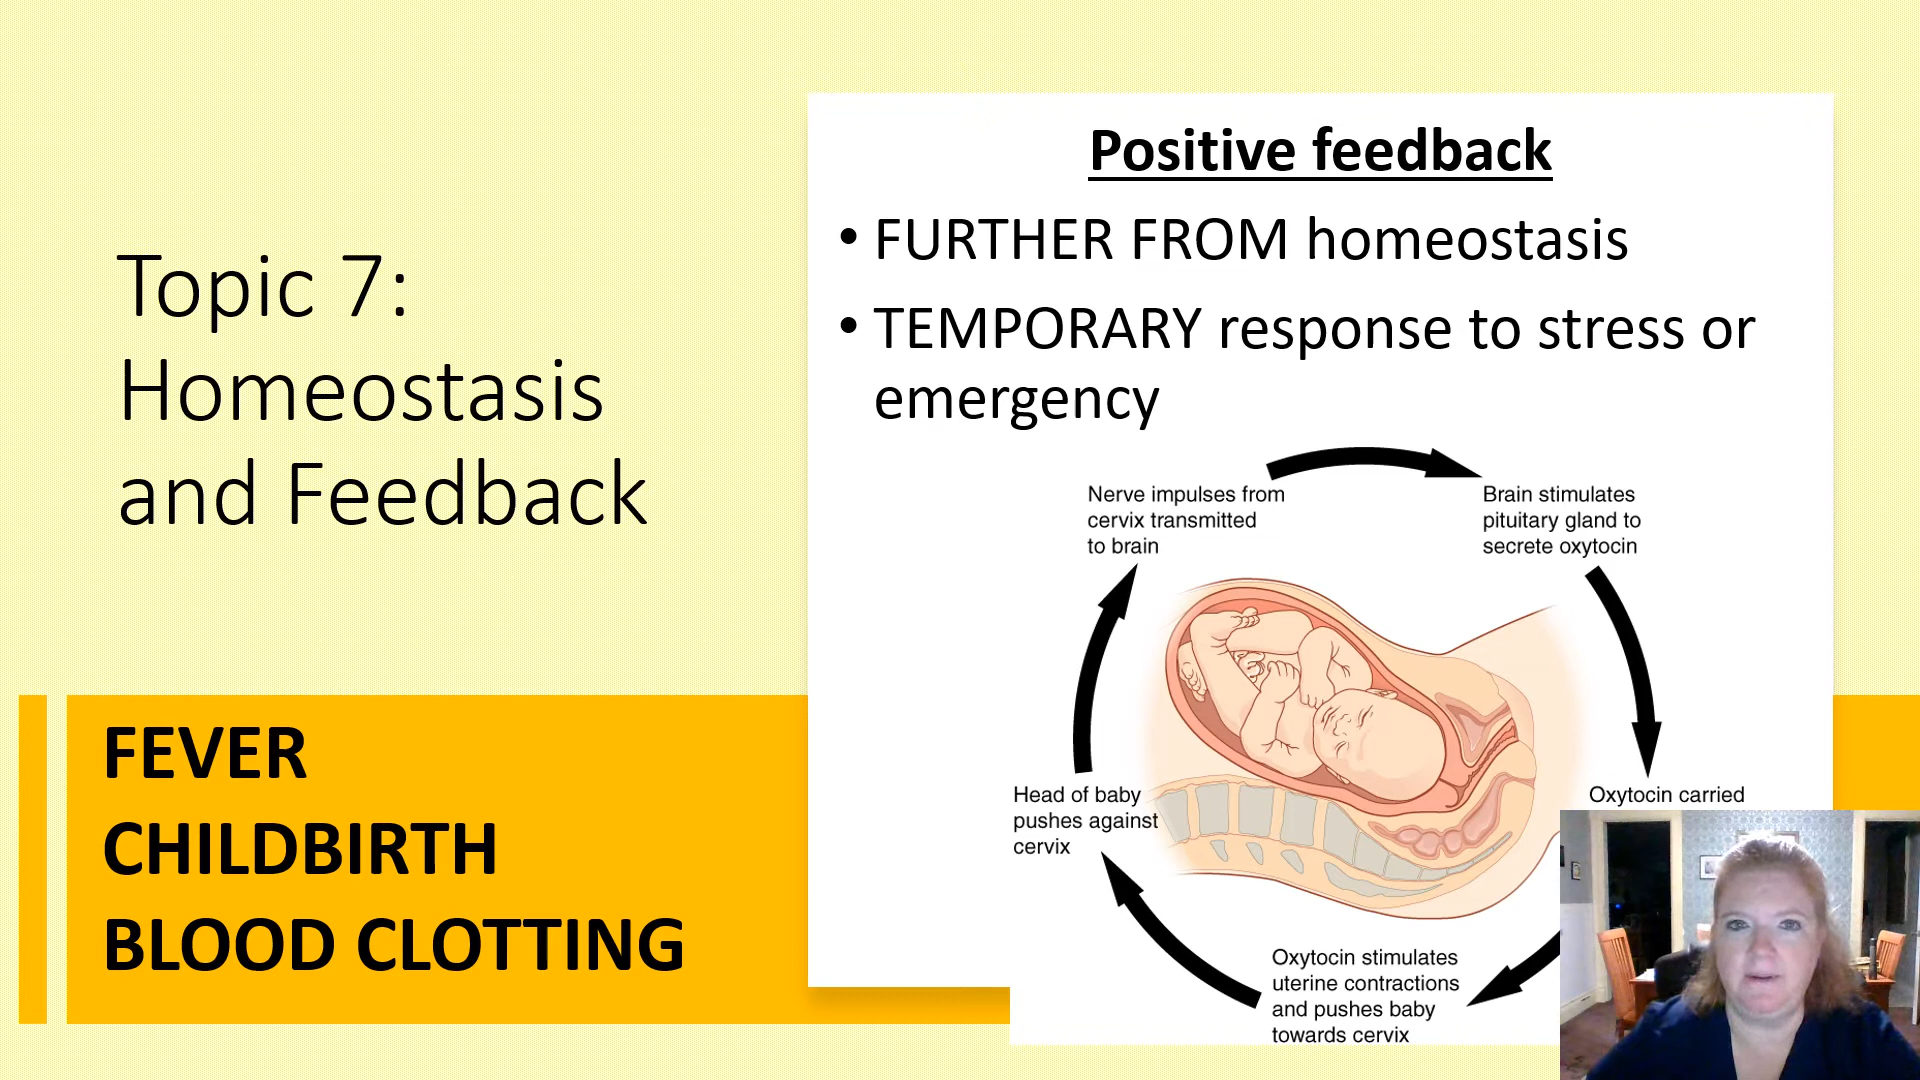 Topic 7:
Homeostasis
and Feedback
FEVER
CHILDBIRTH
BLOOD CLOTTING
Positive feedback
• FURTHER FROM homeostasis
• TEMPORARY response to stress or
emergency
Nerve impulses from
cervix transmitted
to brain
Brain stimulates
pituitary gland to
secrete oxytocin
Oxytocin carried
Oxytocin stimulates
uterine contractions
and pushes baby
towards cervix
Head of baby
pushes against
cervix